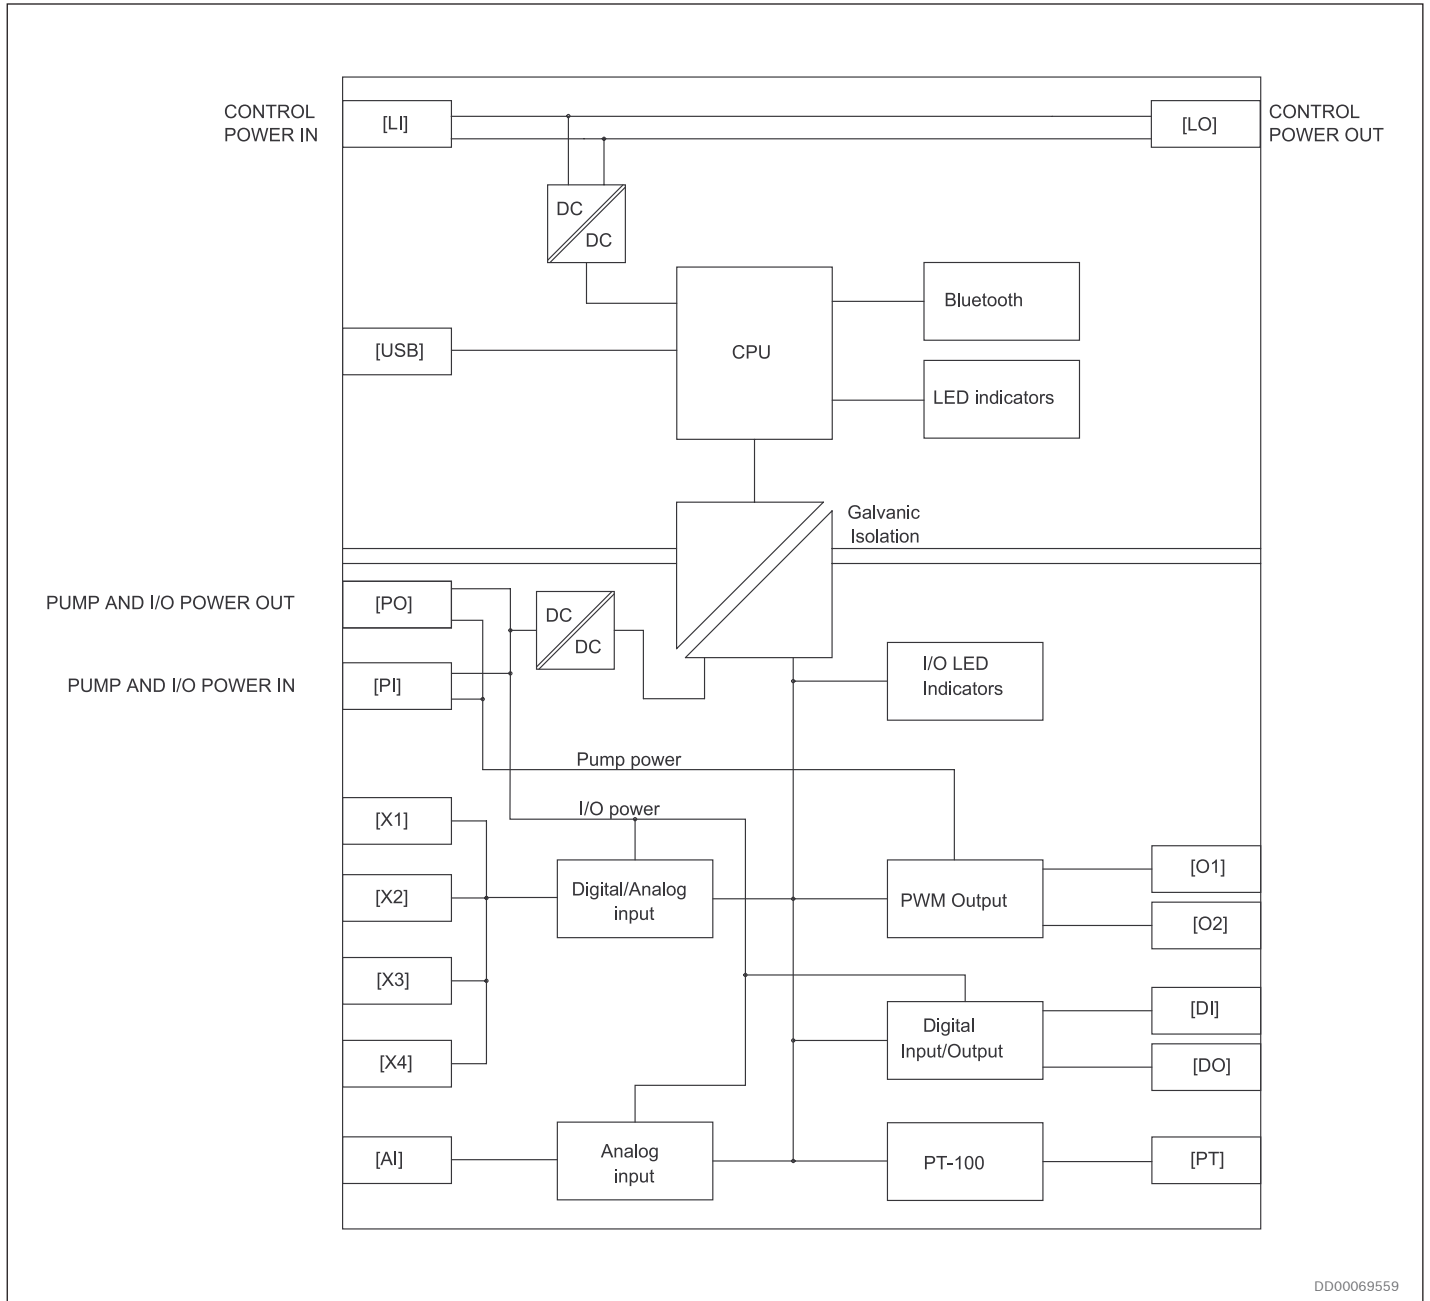 CONTROL
POWER IN
[LI]
[LO]
CONTROL
POWER OUT
DC
DC
Bluetooth
[USB]
CPU
LED indicators
Galvanic
Isolation
PUMP AND I/O POWER OUT
[PO]
DC
DC
PUMP AND I/O POWER IN
[PI]
I/O LED
Indicators
Pump power
I/O power
[X1]
[O1]
[X2]
Digital/Analog
input
PWM Output
[O2]
[X3]
[DI]
Digital
Input/Output
[X4]
[DO]
[AI]
Analog
input
PT-100
[PT]
DD00069559